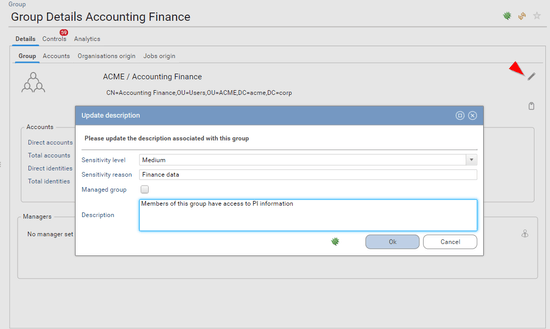 Group
Group Details Accounting Finance
Details Controls 59 Analytics
Group Accounts Organisations origin Jobs origin
ACME / Accounting Finance
CN=Accounting Finance,OU=Users,OU=ACME,DC=acme,DC=corp
Update description
Please update the description associated with this group
Accounts
Direct accounts
Total accounts
Direct identities
Total identities
Sensitivity level Medium
Sensitivity reason Finance data
Managed group
Description Members of this group have access to PI information
Ok Cancel
Managers
No manager set